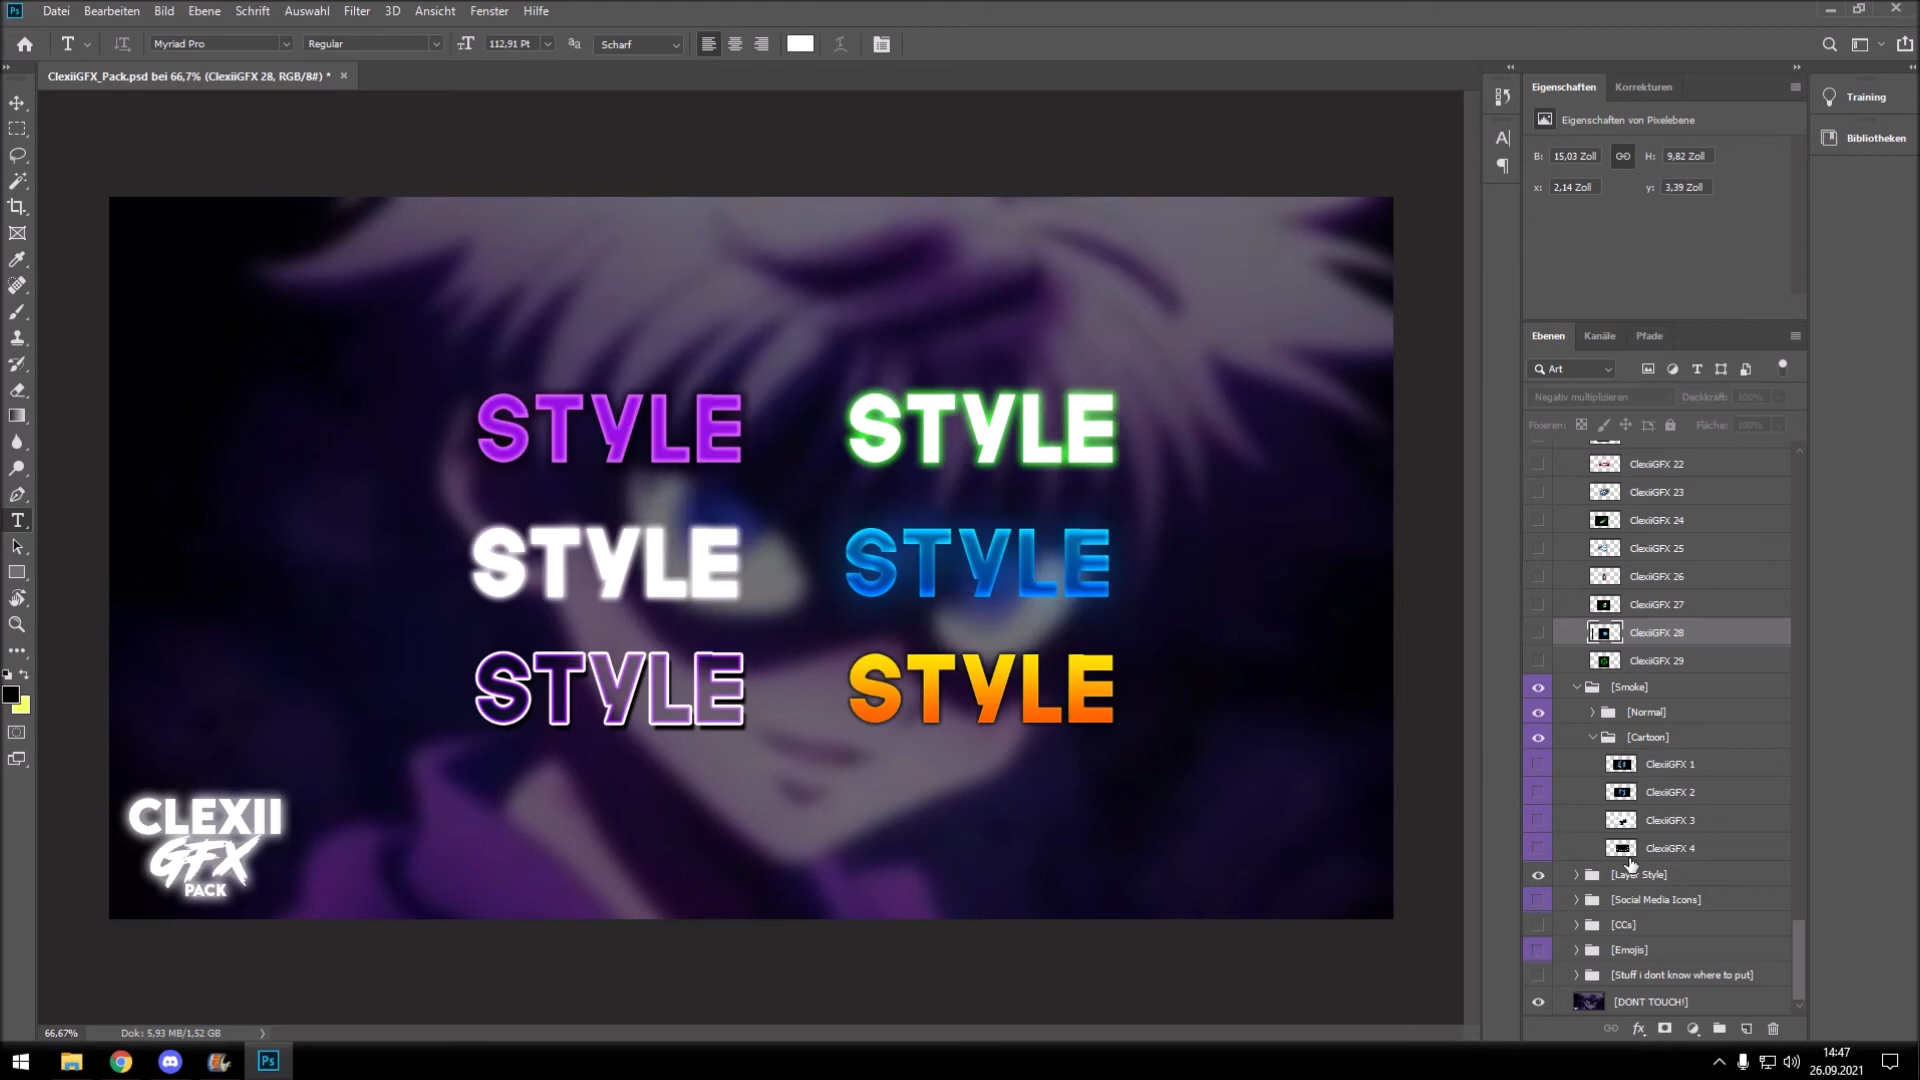 Ps Datei Bearbeiten Bild Ebene Schrift Auswahl Filter 3D Ansicht Fenster Hilfe
T Myriad Pro Regular 112,91 Pt Scharf
ClexiiGFX_Pack.psd bei 66,7% (ClexiiGFX 28, RGB/8#) *
Eigenschaften Korrekturen
Eigenschaften von Pixelebene
B: 15,03 Zoll H: 9,82 Zoll
x: 2,14 Zoll y: 3,39 Zoll
Training
Bibliotheken
Ebenen Kanäle Pfade
Art
Negativ multiplizieren Deckkraft: 100%
Fixieren: Fläche: 100%
ClexiiGFX 22
ClexiiGFX 23
ClexiiGFX 24
ClexiiGFX 25
ClexiiGFX 26
ClexiiGFX 27
ClexiiGFX 28
ClexiiGFX 29
[Smoke]
[Normal]
[Cartoon]
ClexiiGFX 1
ClexiiGFX 2
ClexiiGFX 3
ClexiiGFX 4
[Layer Style]
[Social Media Icons]
[CCs]
[Emojis]
[Stuff i dont know where to put]
[DONT TOUCH!]
STYLE STYLE
STYLE STYLE
STYLE STYLE
CLEXII
GFX
PACK
66,67% Dok: 5,93 MB/1,52 GB
Ps
14:47
26.09.2021